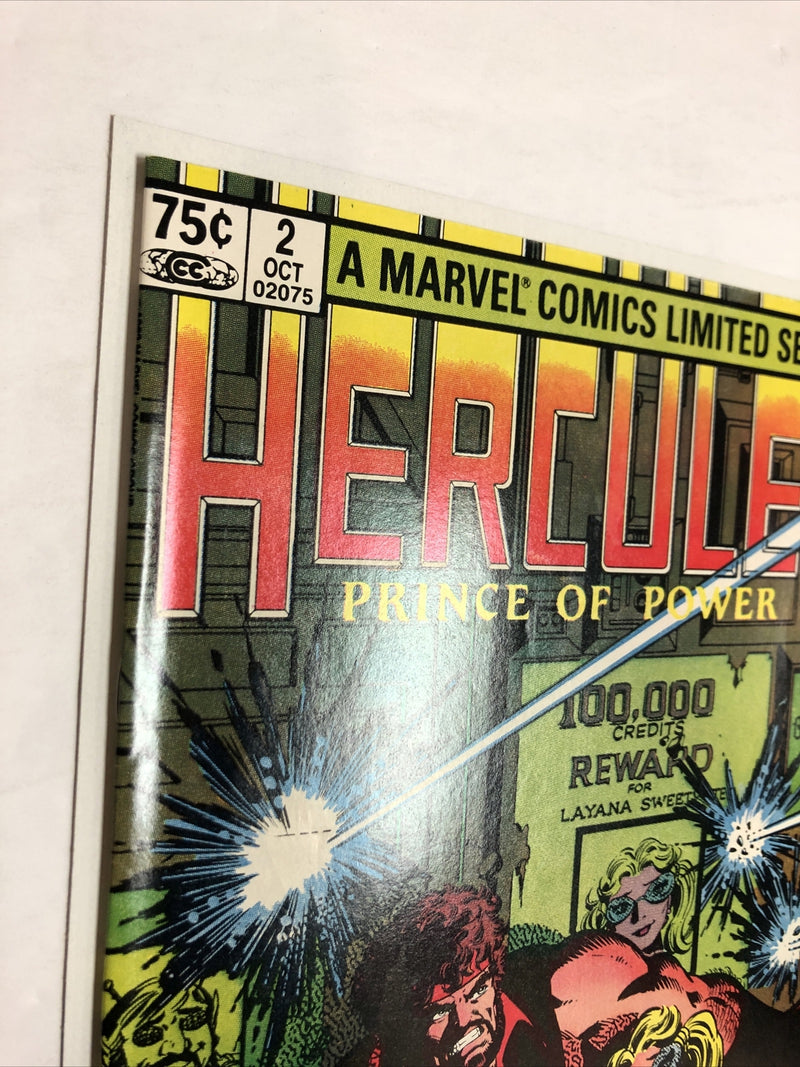 75¢
CC
2
OCT
02075
A MARVEL® COMICS LIMITED SE
HERCULE
PRINCE OF POWER
100,000
CREDITS
REWARD
FOR
LAYANA